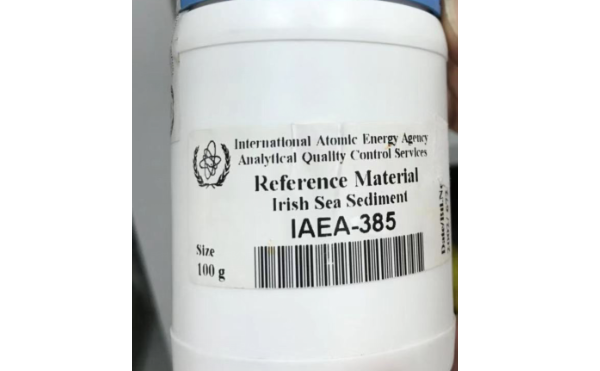 International Atomic Energy Agency
Analytical Quality Control Services
Reference Material
Irish Sea Sediment
IAEA-385
Size
100 g